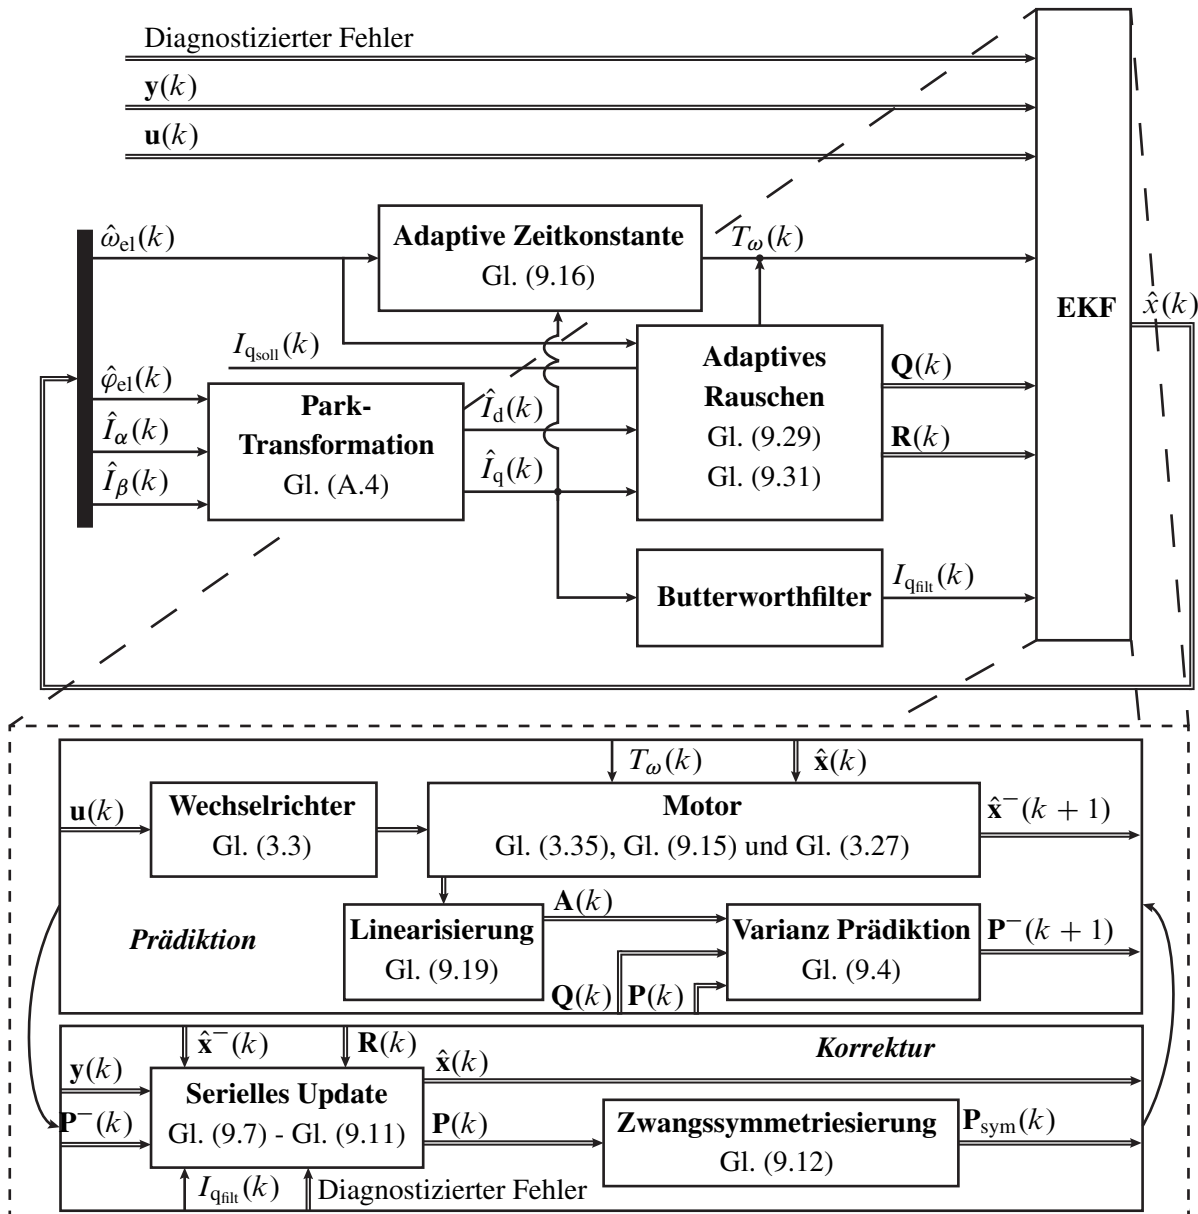 Diagnostizierter Fehler
y(k)
u(k)
ω̂el(k)
Adaptive Zeitkonstante
Gl. (9.16)
Tω(k)
EKF
x̂(k)
Iqsoll(k)
φ̂el(k)
Îα(k)
Îβ(k)
Park-
Transformation
Gl. (A.4)
Îd(k)
Îq(k)
Adaptives
Rauschen
Gl. (9.29)
Gl. (9.31)
Q(k)
R(k)
Butterworthfilter
Iqfilt(k)
Tω(k)
x̂(k)
u(k)
Wechselrichter
Gl. (3.3)
Motor
Gl. (3.35), Gl. (9.15) und Gl. (3.27)
x̂−(k + 1)
Prädiktion
Linearisierung
Gl. (9.19)
A(k)
Q(k)
P(k)
Varianz Prädiktion
Gl. (9.4)
P−(k + 1)
x̂−(k)
R(k)
Korrektur
y(k)
P−(k)
Serielles Update
Gl. (9.7) - Gl. (9.11)
x̂(k)
P(k)
Zwangssymmetriesierung
Gl. (9.12)
Psym(k)
Iqfilt(k)
Diagnostizierter Fehler